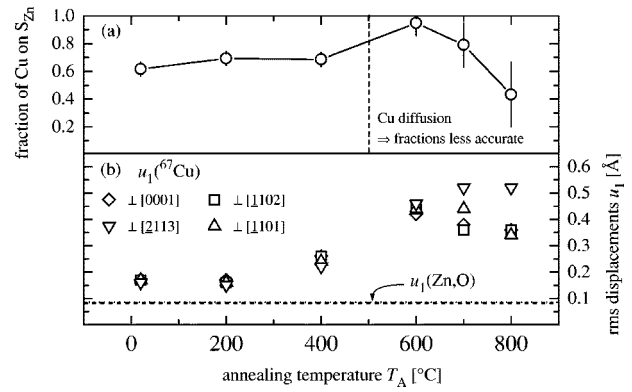 (a)
fraction of Cu on S_Zn
1.0
0.8
0.6
0.4
0.2
Cu diffusion
⇒ fractions less accurate
(b) u₁(⁶⁷Cu)
⊥[0001] ⊥[1102]
⊥[2113] ⊥[1101]
u₁(Zn,O)
0.6
0.5
0.4
0.3
0.2
0.1
rms displacements u₁ [Å]
0 200 400 600 800
annealing temperature T_A [°C]